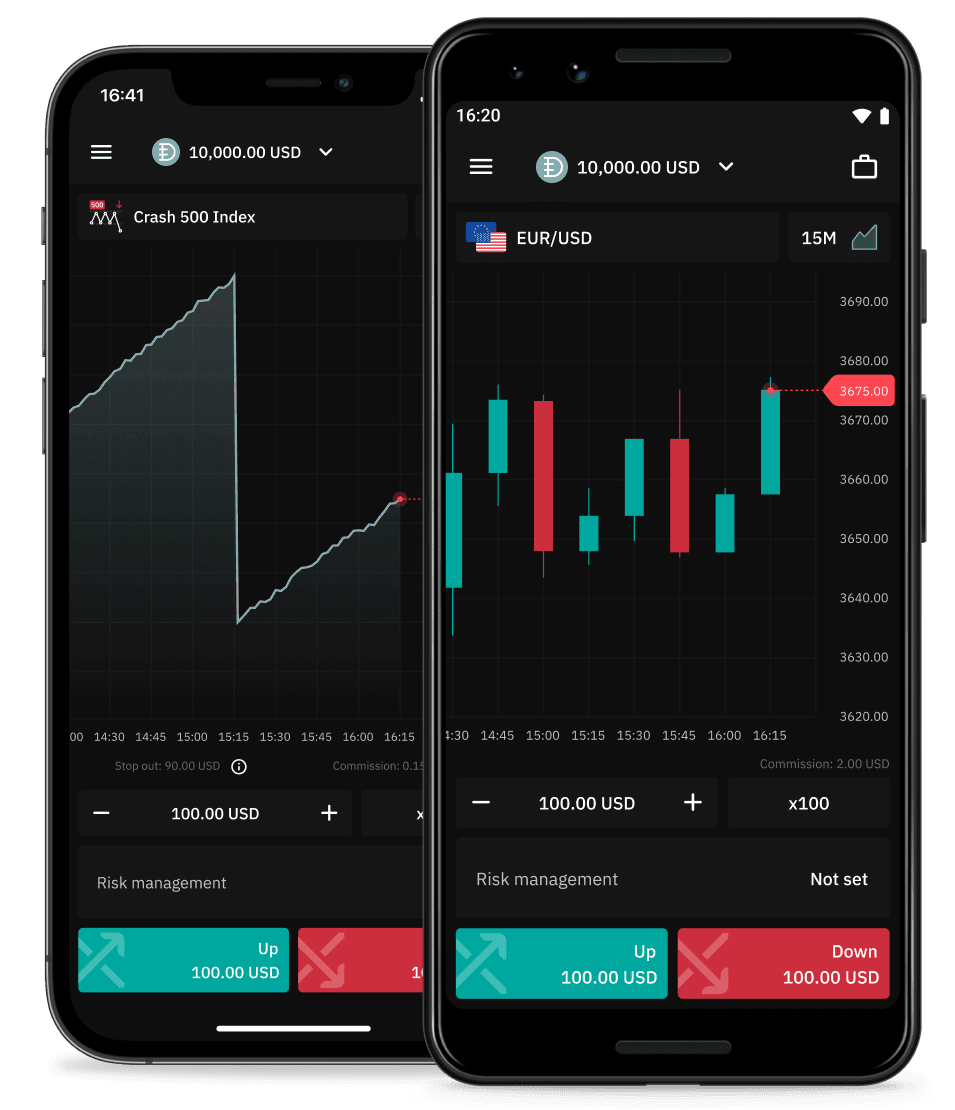 16:41
10,000.00 USD
500
Crash 500 Index
00 14:30 14:45 15:00 15:15 15:30 15:45 16:00 16:15
Stop out: 90.00 USD
Commission: 0.15
100.00 USD
x
Risk management
Up
100.00 USD
1
16:20
10,000.00 USD
EUR/USD
15M
3690.00
3680.00
3675.00
3670.00
3660.00
3650.00
3640.00
3630.00
3620.00
4:30 14:45 15:00 15:15 15:30 15:45 16:00 16:15
Commission: 2.00 USD
100.00 USD
x100
Risk management Not set
Up
100.00 USD
Down
100.00 USD